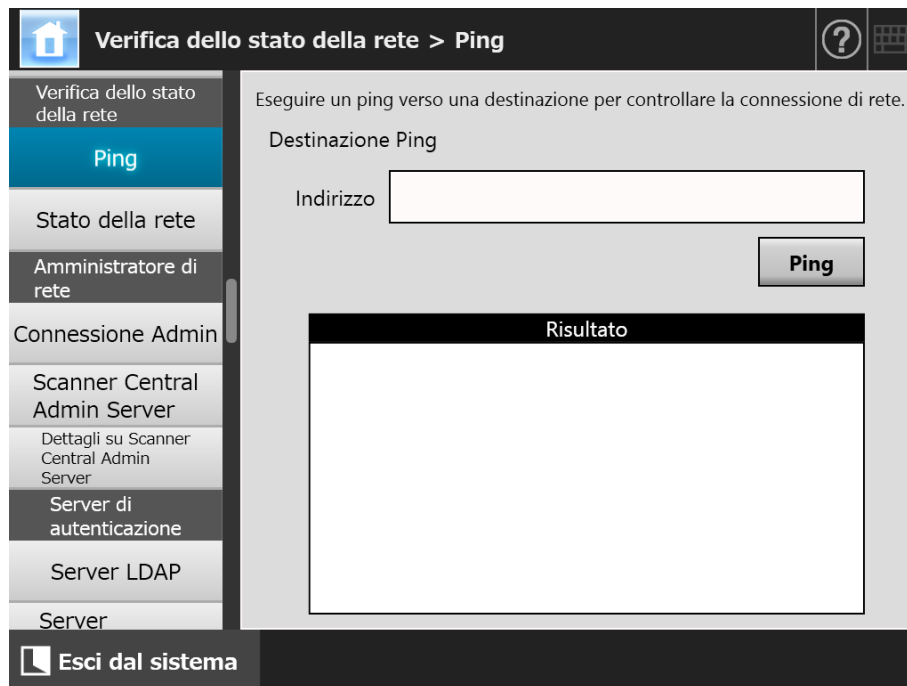 Verifica dello stato della rete > Ping
?
Verifica dello stato
della rete
Ping
Stato della rete
Amministratore di
rete
Connessione Admin
Scanner Central
Admin Server
Dettagli su Scanner
Central Admin
Server
Server di
autenticazione
Server LDAP
Server
Eseguire un ping verso una destinazione per controllare la connessione di rete.
Destinazione Ping
Indirizzo
Ping
Risultato
Esci dal sistema